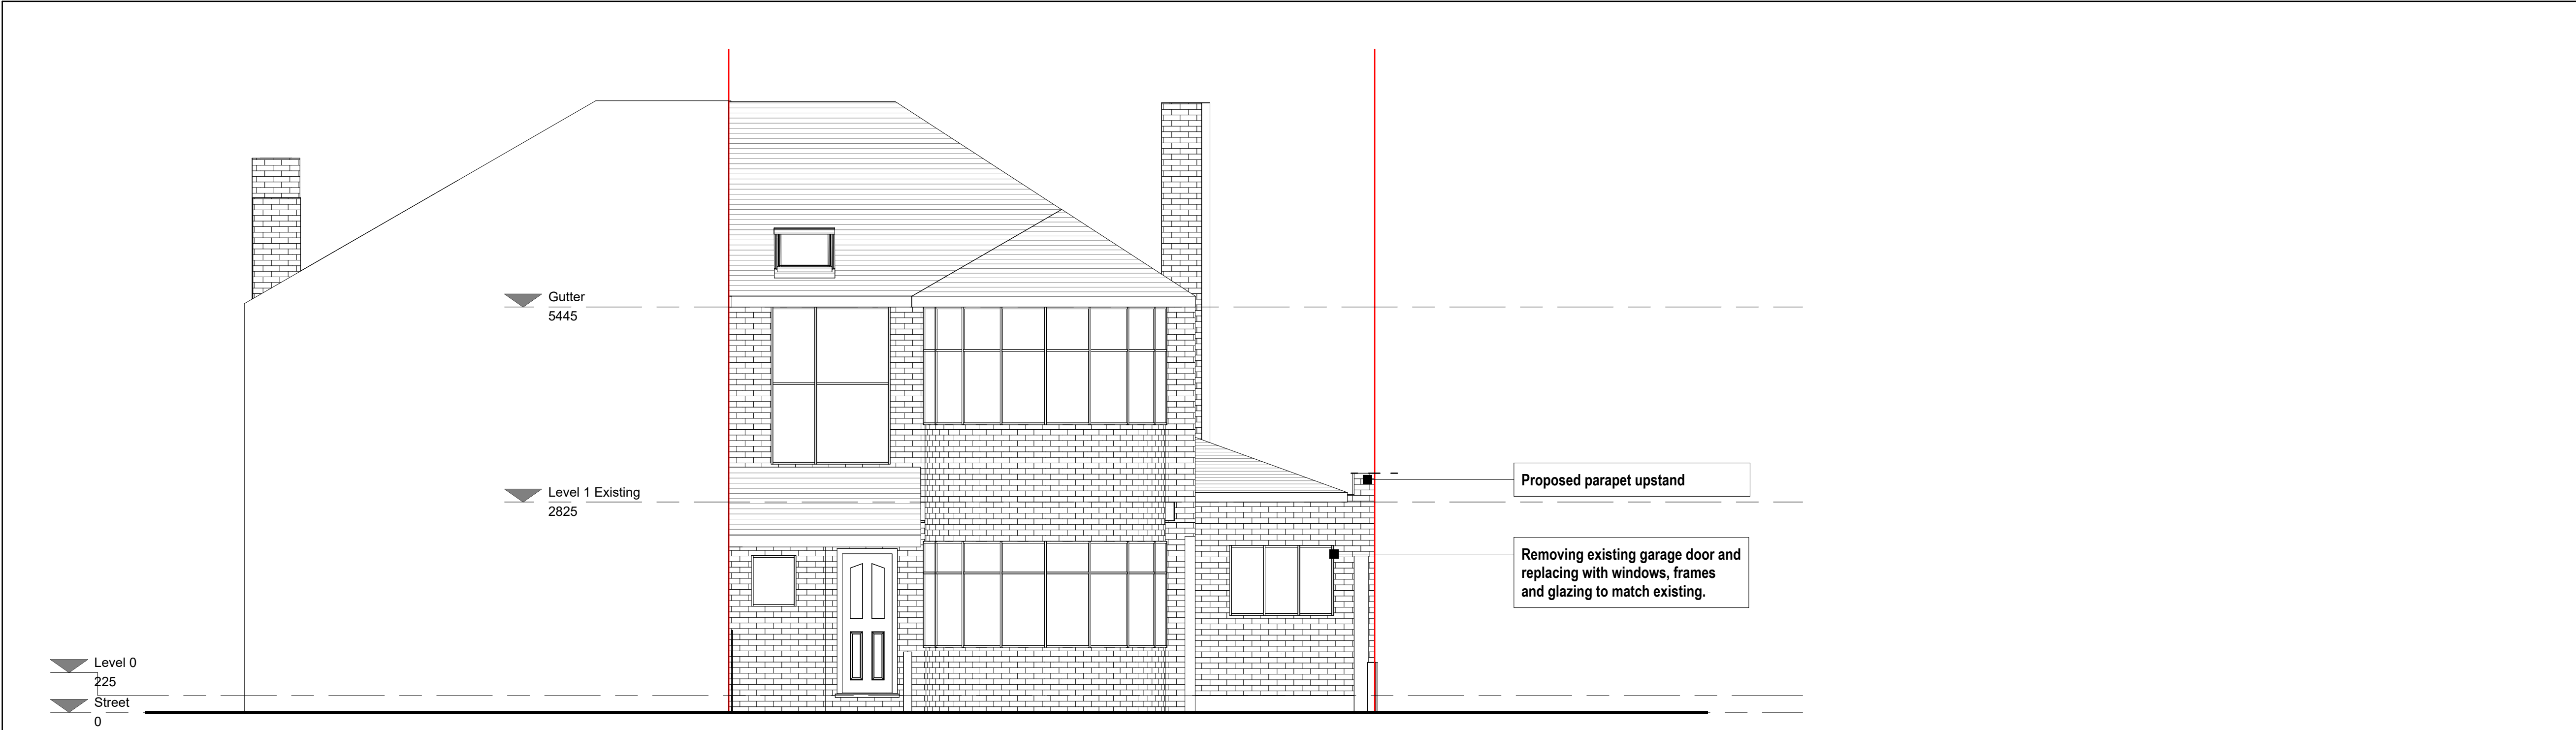 Gutter
5445
Level 1 Existing
2825
Proposed parapet upstand
Removing existing garage door and
replacing with windows, frames
and glazing to match existing.
Level 0
225
Street
0